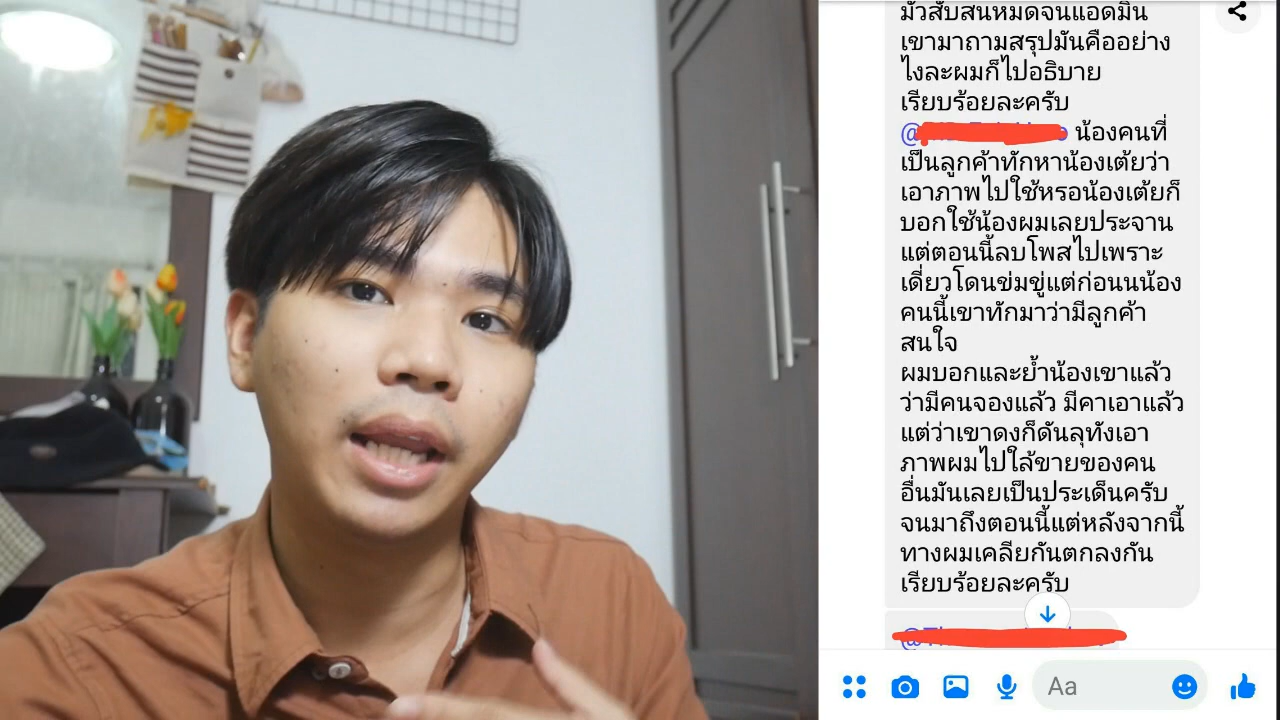 มั่วสับสนหมดจนแอดมิน
เขามาถามสรุปมันคืออย่าง
ไงละผมก็ไปอธิบาย
เรียบร้อยละครับ
@ น้องคนที่
เป็นลูกค้าทักหาน้องเต้ยว่า
เอาภาพไปใช้หรอน้องเต้ยก็
บอกใช้น้องผมเลยประจาน
แต่ตอนนี้ลบโพสไปเพราะ
เดี่ยวโดนข่มขู่แต่ก่อนนน้อง
คนนี้เขาทักมาว่ามีลูกค้า
สนใจ
ผมบอกและย้ำน้องเขาแล้ว
ว่ามีคนจองแล้ว มีคาเอาแล้ว
แต่ว่าเขาดงก็ดันลุทังเอา
ภาพผมไปใล้ขายของคน
อื่นมันเลยเป็นประเด็นครับ
จนมาถึงตอนนี้แต่หลังจากนี้
ทางผมเคลียกันตกลงกัน
เรียบร้อยละครับ
Aa